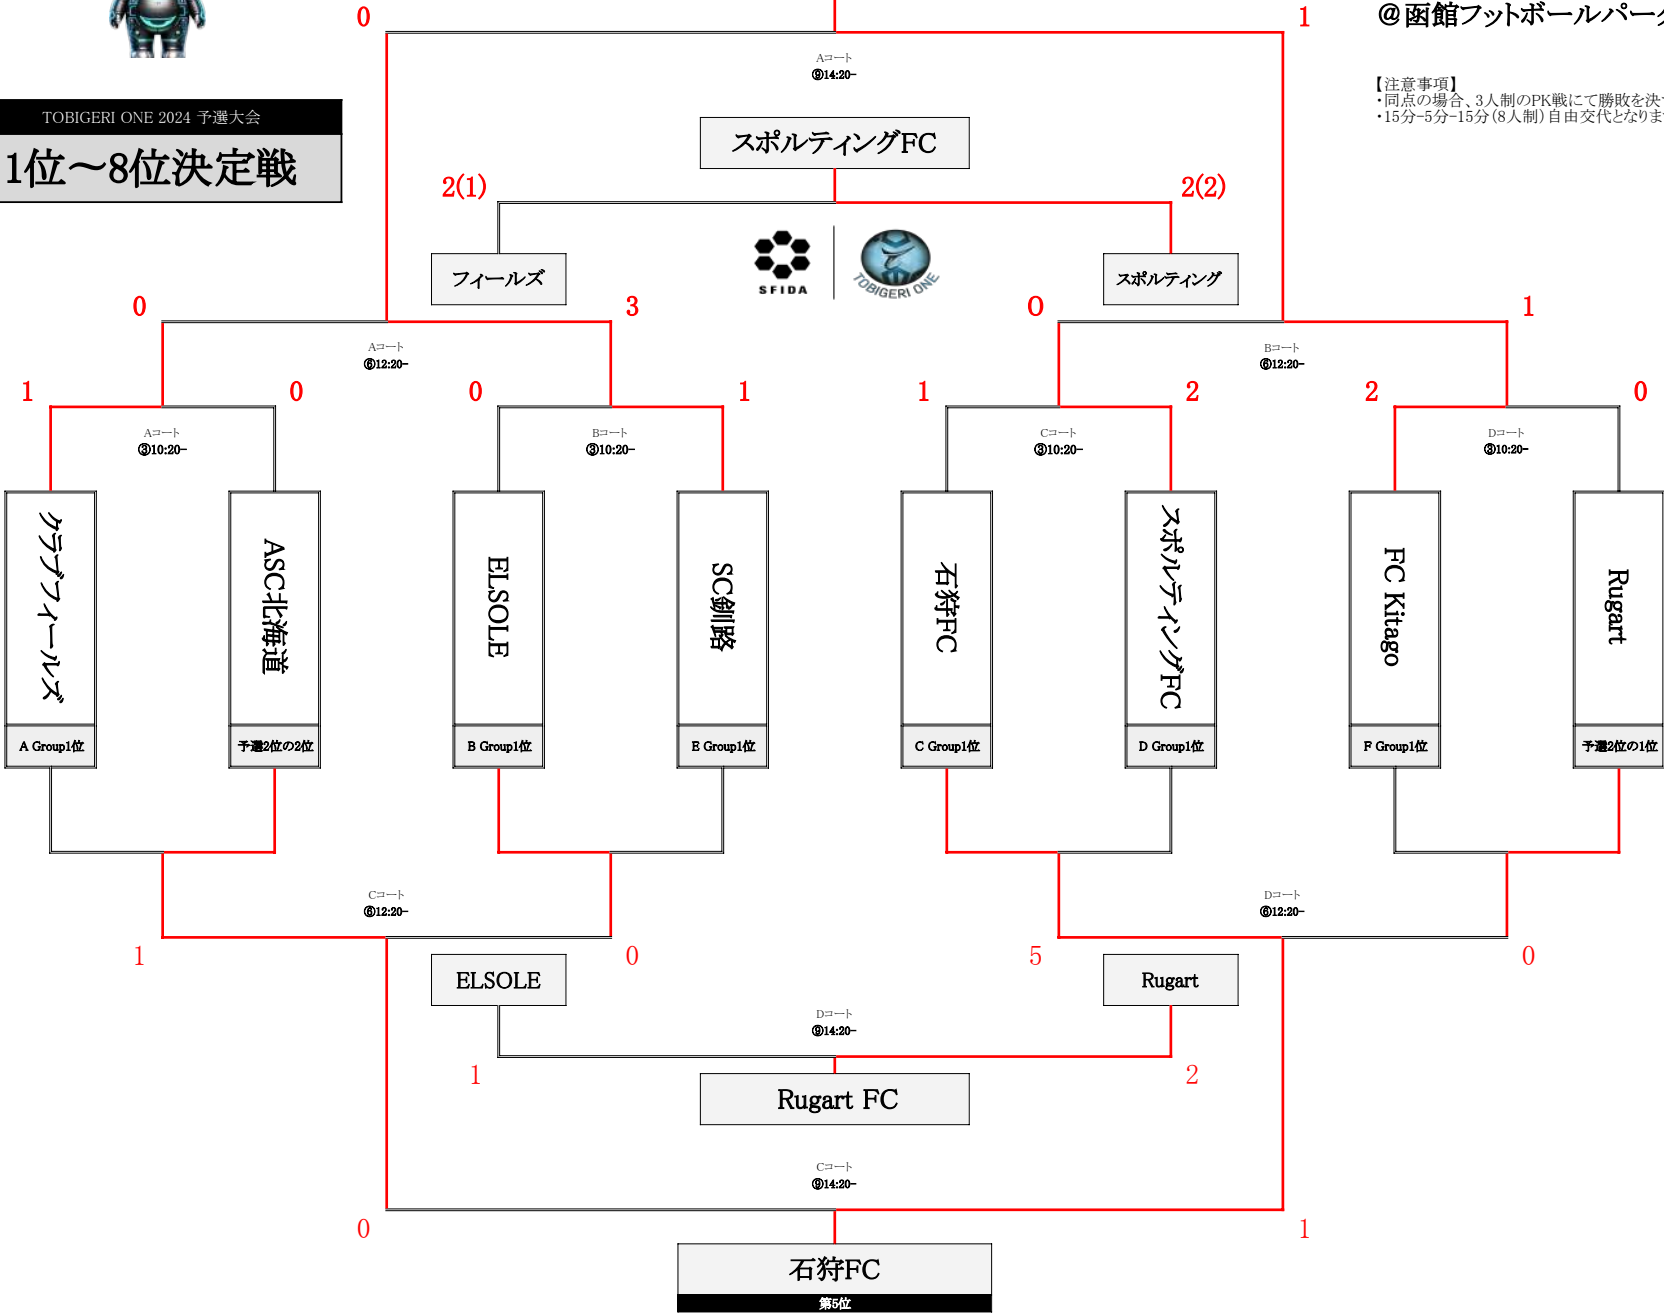 0
1
@函館フットボールパーク
Aコート
⑨14:20-
【注意事項】
・同点の場合、3人制のPK戦にて勝敗を決
・15分-5分-15分(8人制)自由交代となりま
TOBIGERI ONE 2024 予選大会
1位～8位決定戦
スポルティングFC
2(1)
2(2)
フィールズ
SFIDA
TOBIGERI ONE
スポルティング
0
3
0
1
Aコート
⑥12:20-
Bコート
⑥12:20-
1
0
0
1
1
2
2
0
Aコート
③10:20-
Bコート
③10:20-
Cコート
③10:20-
Dコート
③10:20-
クラブフィールズ
ASC北海道
ELSOLE
SC釧路
石狩FC
スポルティングFC
FC Kitago
Rugart
A Group1位
予選2位の2位
B Group1位
E Group1位
C Group1位
D Group1位
F Group1位
予選2位の1位
Cコート
⑥12:20-
Dコート
⑥12:20-
1
0
5
0
ELSOLE
Rugart
Dコート
⑨14:20-
1
2
Rugart FC
Cコート
⑨14:20-
0
1
石狩FC
第5位